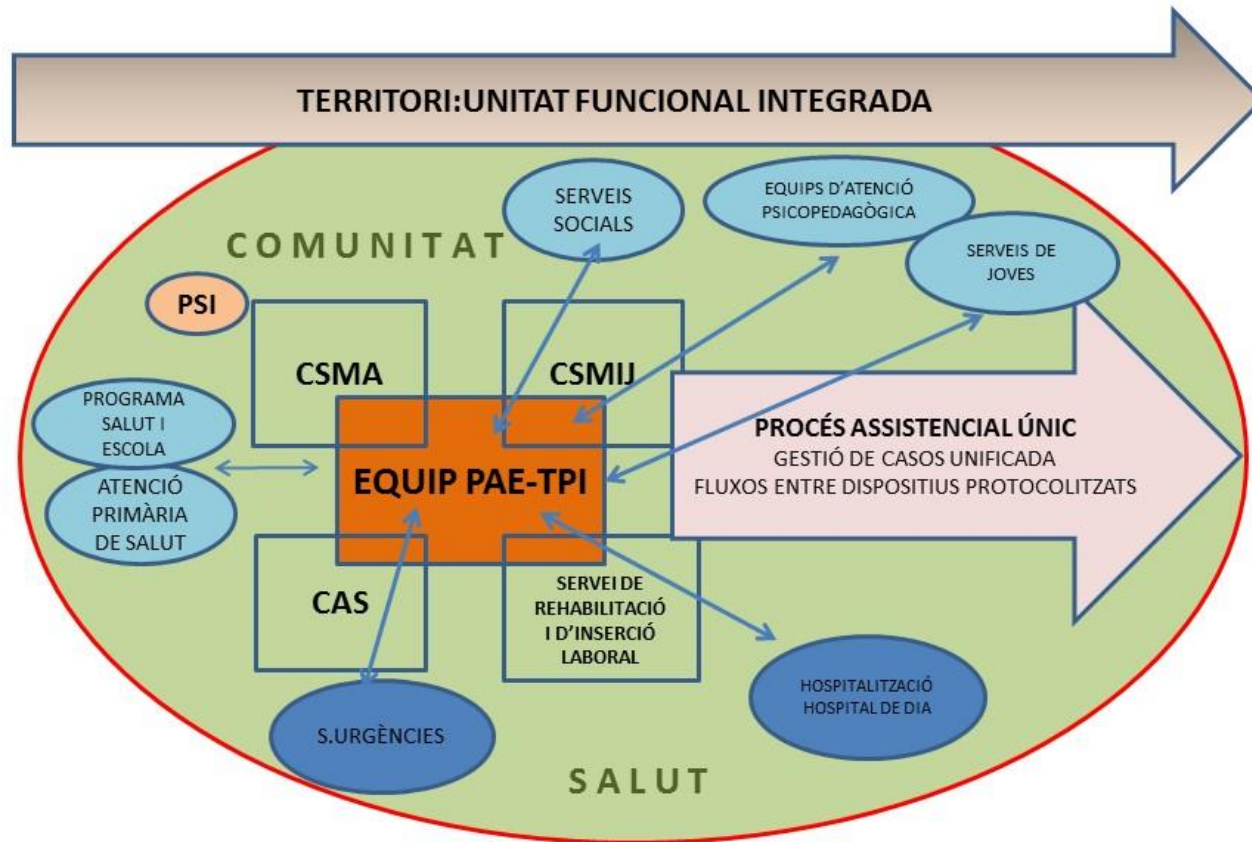 TERRITORI:UNITAT FUNCIONAL INTEGRADA
SERVEIS
SOCIALS
EQUIPS D'ATENCIÓ
PSICOPEDAGÒGICA
SERVEIS DE
JOVES
COMUNITAT
PSI
CSMA
CSMIJ
PROGRAMA
SALUT I
ESCOLA
ATENCIÓ
PRIMÀRIA
DE SALUT
EQUIP PAE-TPI
PROCÉS ASSISTENCIAL ÚNIC
GESTIÓ DE CASOS UNIFICADA
FLUXOS ENTRE DISPOSITIUS PROTOCOLITZATS
CAS
SERVEI DE
REHABILITACIÓ
I D'INSERCIÓ
LABORAL
S.URGÈNCIES
HOSPITALITZACIÓ
HOSPITAL DE DIA
SALUT